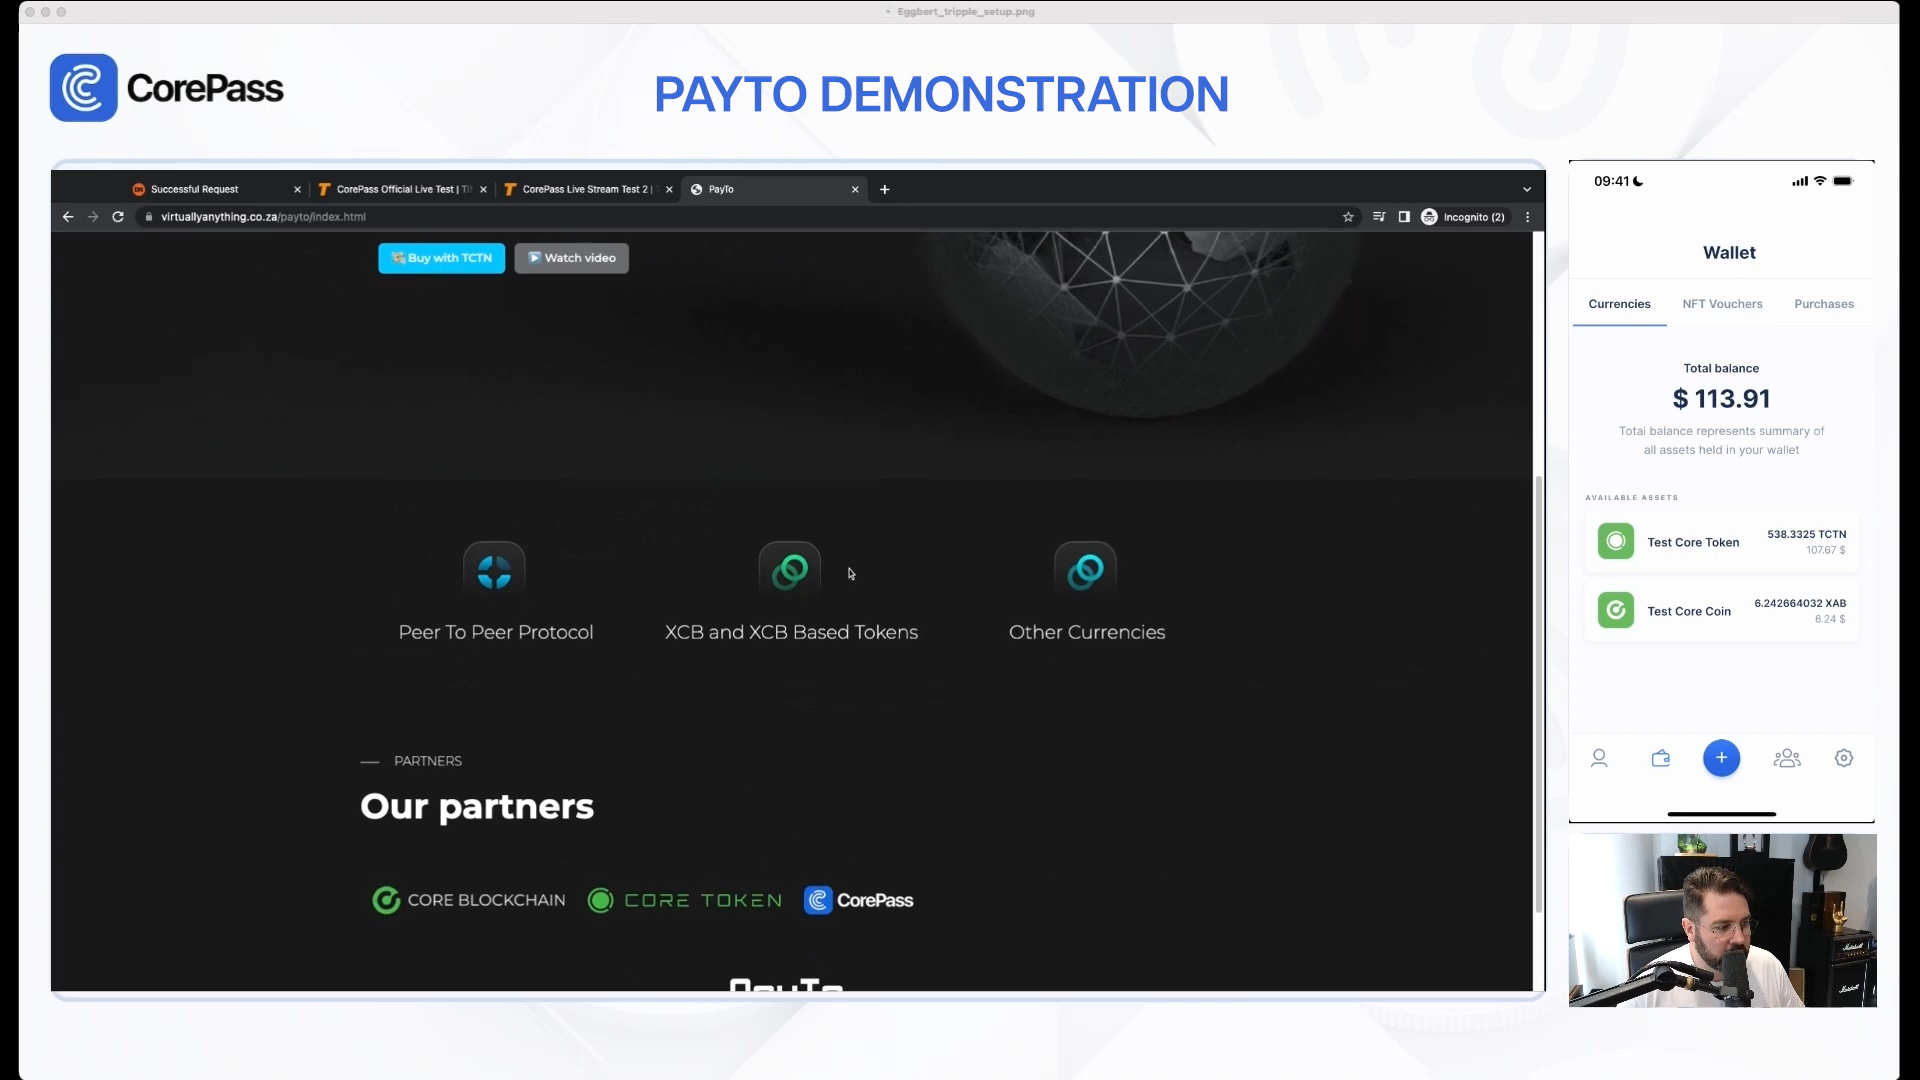 Eggbert_tripple_setup.png
CorePass
PAYTO DEMONSTRATION
Successful Request
CorePass Official Live Test |
CorePass Live Stream Test 2 |
PayTo
virtuallyanything.co.za/payto/index.html
Incognito (2)
Buy with TCTN
Watch video
Peer To Peer Protocol
XCB and XCB Based Tokens
Other Currencies
PARTNERS
Our partners
CORE BLOCKCHAIN
CORE TOKEN
CorePass
PayTo
09:41
Wallet
Currencies
NFT Vouchers
Purchases
Total balance
$ 113.91
Total balance represents summary of
all assets held in your wallet
AVAILABLE ASSETS
Test Core Token
538.3325 TCTN
107.67 $
Test Core Coin
6.242664032 XAB
6.24 $
Marshall
Marshall